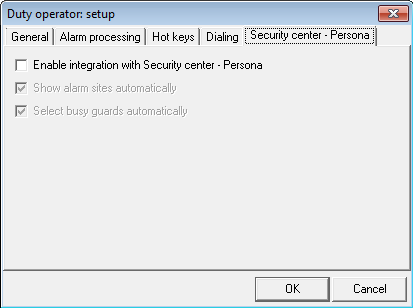 Duty operator: setup
General Alarm processing Hot keys Dialing Security center - Persona
Enable integration with Security center - Persona
Show alarm sites automatically
Select busy guards automatically
OK Cancel